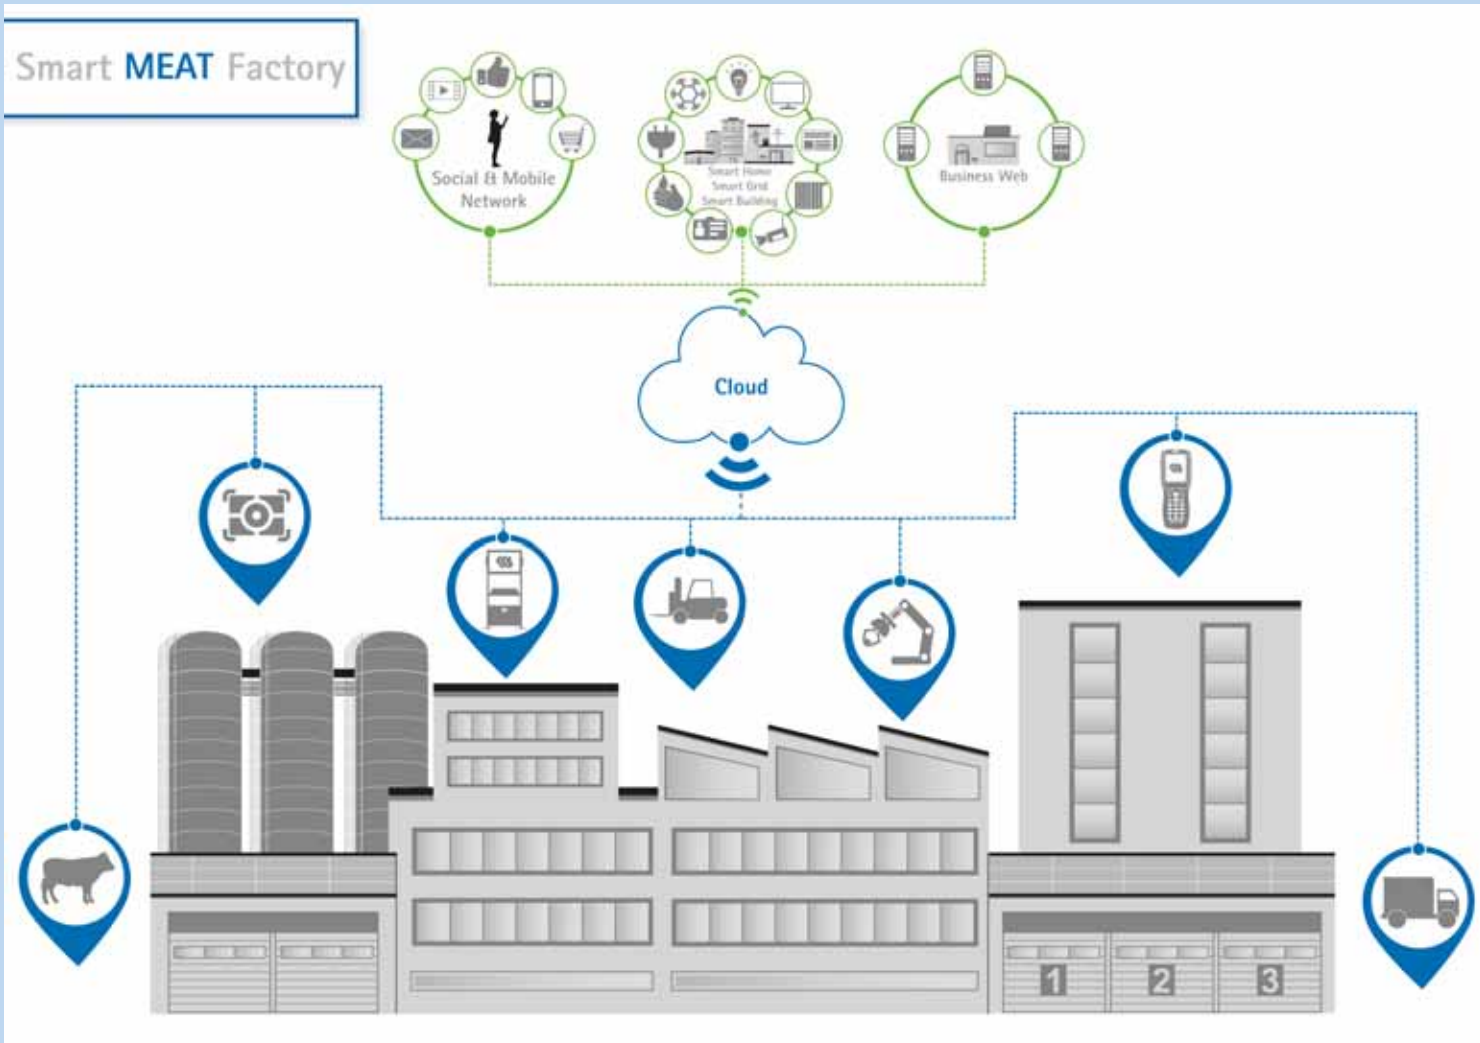 Smart MEAT Factory
Social & Mobile
Network
Smart Home
Smart Grid
Smart Building
Business Web
Cloud
1
2
3